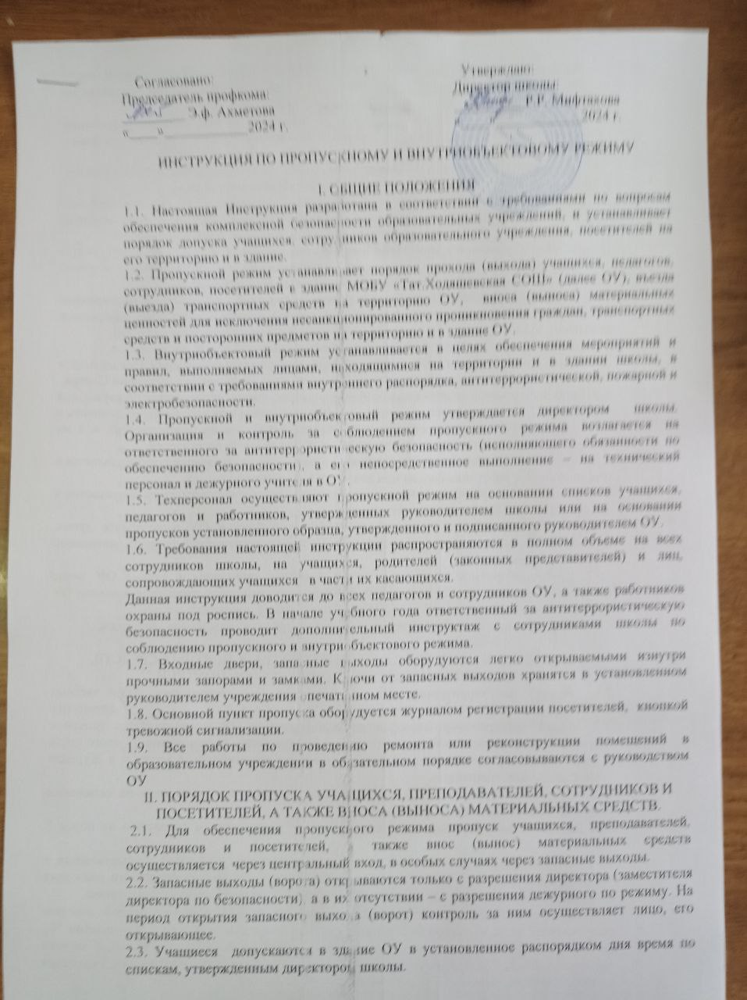 Согласовано:
Председатель профкома:
__________ Э.ф. Ахметова
«____»____________ 2024 г.
Утверждаю:
Директор школы:
Р.Р. Мифтахова
2024 г.
ИНСТРУКЦИЯ ПО ПРОПУСКНОМУ И ВНУТРИОБЪЕКТОВОМУ РЕЖИМУ
I. ОБЩИЕ ПОЛОЖЕНИЯ
1.1. Настоящая Инструкция разработана в соответствии с требованиями по вопросам
обеспечения комплексной безопасности образовательных учреждений, и устанавливает
порядок допуска учащихся, сотрудников образовательного учреждения, посетителей на
его территорию и в здание.
1.2. Пропускной режим устанавливает порядок прохода (выхода) учащихся, педагогов,
сотрудников, посетителей в здание МОБУ «Тат.Ходяшевская СОШ» (далее ОУ), въезда
(выезда) транспортных средств на территорию ОУ, вноса (выноса) материальных
ценностей для исключения несанкционированного проникновения граждан, транспортных
средств и посторонних предметов на территорию и в здание ОУ.
1.3. Внутриобъектовый режим устанавливается в целях обеспечения мероприятий и
правил, выполняемых лицами, находящимися на территории и в здании школы, в
соответствии с требованиями внутреннего распорядка, антитеррористической, пожарной и
электробезопасности.
1.4. Пропускной и внутриобъектовый режим утверждается директором школы.
Организация и контроль за соблюдением пропускного режима возлагается на
ответственного за антитеррористическую безопасность (исполняющего обязанности по
обеспечению безопасности), а его непосредственное выполнение – на технический
персонал и дежурного учителя в ОУ.
1.5. Техперсонал осуществляют пропускной режим на основании списков учащихся,
педагогов и работников, утвержденных руководителем школы или на основании
пропусков установленного образца, утвержденного и подписанного руководителем ОУ.
1.6. Требования настоящей инструкции распространяются в полном объеме на всех
сотрудников школы, на учащихся, родителей (законных представителей) и лиц,
сопровождающих учащихся в части их касающихся.
Данная инструкция доводится до всех педагогов и сотрудников ОУ, а также работников
охраны под роспись. В начале учебного года ответственный за антитеррористическую
безопасность проводит дополнительный инструктаж с сотрудниками школы по
соблюдению пропускного и внутриобъектового режима.
1.7. Входные двери, запасные выходы оборудуются легко открываемыми изнутри
прочными запорами и замками. Ключи от запасных выходов хранятся в установленном
руководителем учреждения опечатанном месте.
1.8. Основной пункт пропуска оборудуется журналом регистрации посетителей, кнопкой
тревожной сигнализации.
1.9. Все работы по проведению ремонта или реконструкции помещений в
образовательном учреждении в обязательном порядке согласовываются с руководством
ОУ
II. ПОРЯДОК ПРОПУСКА УЧАЩИХСЯ, ПРЕПОДАВАТЕЛЕЙ, СОТРУДНИКОВ И
ПОСЕТИТЕЛЕЙ, А ТАКЖЕ ВНОСА (ВЫНОСА) МАТЕРИАЛЬНЫХ СРЕДСТВ.
2.1. Для обеспечения пропускного режима пропуск учащихся, преподавателей,
сотрудников и посетителей, а также внос (вынос) материальных средств
осуществляется через центральный вход, в особых случаях через запасные выходы.
2.2. Запасные выходы (ворота) открываются только с разрешения директора (заместителя
директора по безопасности), а в их отсутствии – с разрешения дежурного по режиму. На
период открытия запасного выхода (ворот) контроль за ним осуществляет лицо, его
открывающее.
2.3. Учащиеся допускаются в здание ОУ в установленное распорядком дня время по
спискам, утвержденным директором школы.